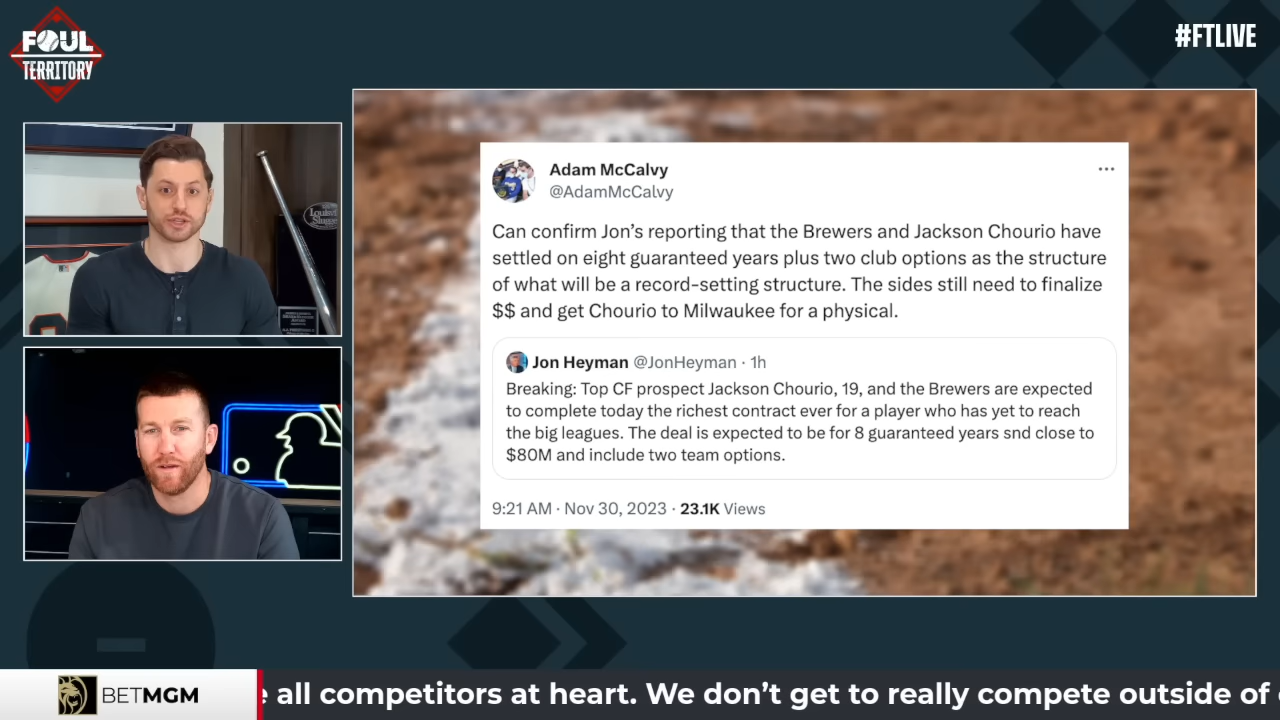 FOUL
TERRITORY
#FTLIVE
Louisville
Slugger
Adam McCalvy
@AdamMcCalvy
Can confirm Jon’s reporting that the Brewers and Jackson Chourio have
settled on eight guaranteed years plus two club options as the structure
of what will be a record-setting structure. The sides still need to finalize
$$ and get Chourio to Milwaukee for a physical.
Jon Heyman @JonHeyman · 1h
Breaking: Top CF prospect Jackson Chourio, 19, and the Brewers are expected
to complete today the richest contract ever for a player who has yet to reach
the big leagues. The deal is expected to be for 8 guaranteed years snd close to
$80M and include two team options.
9:21 AM · Nov 30, 2023 · 23.1K Views
BETMGM
all competitors at heart. We don’t get to really compete outside of